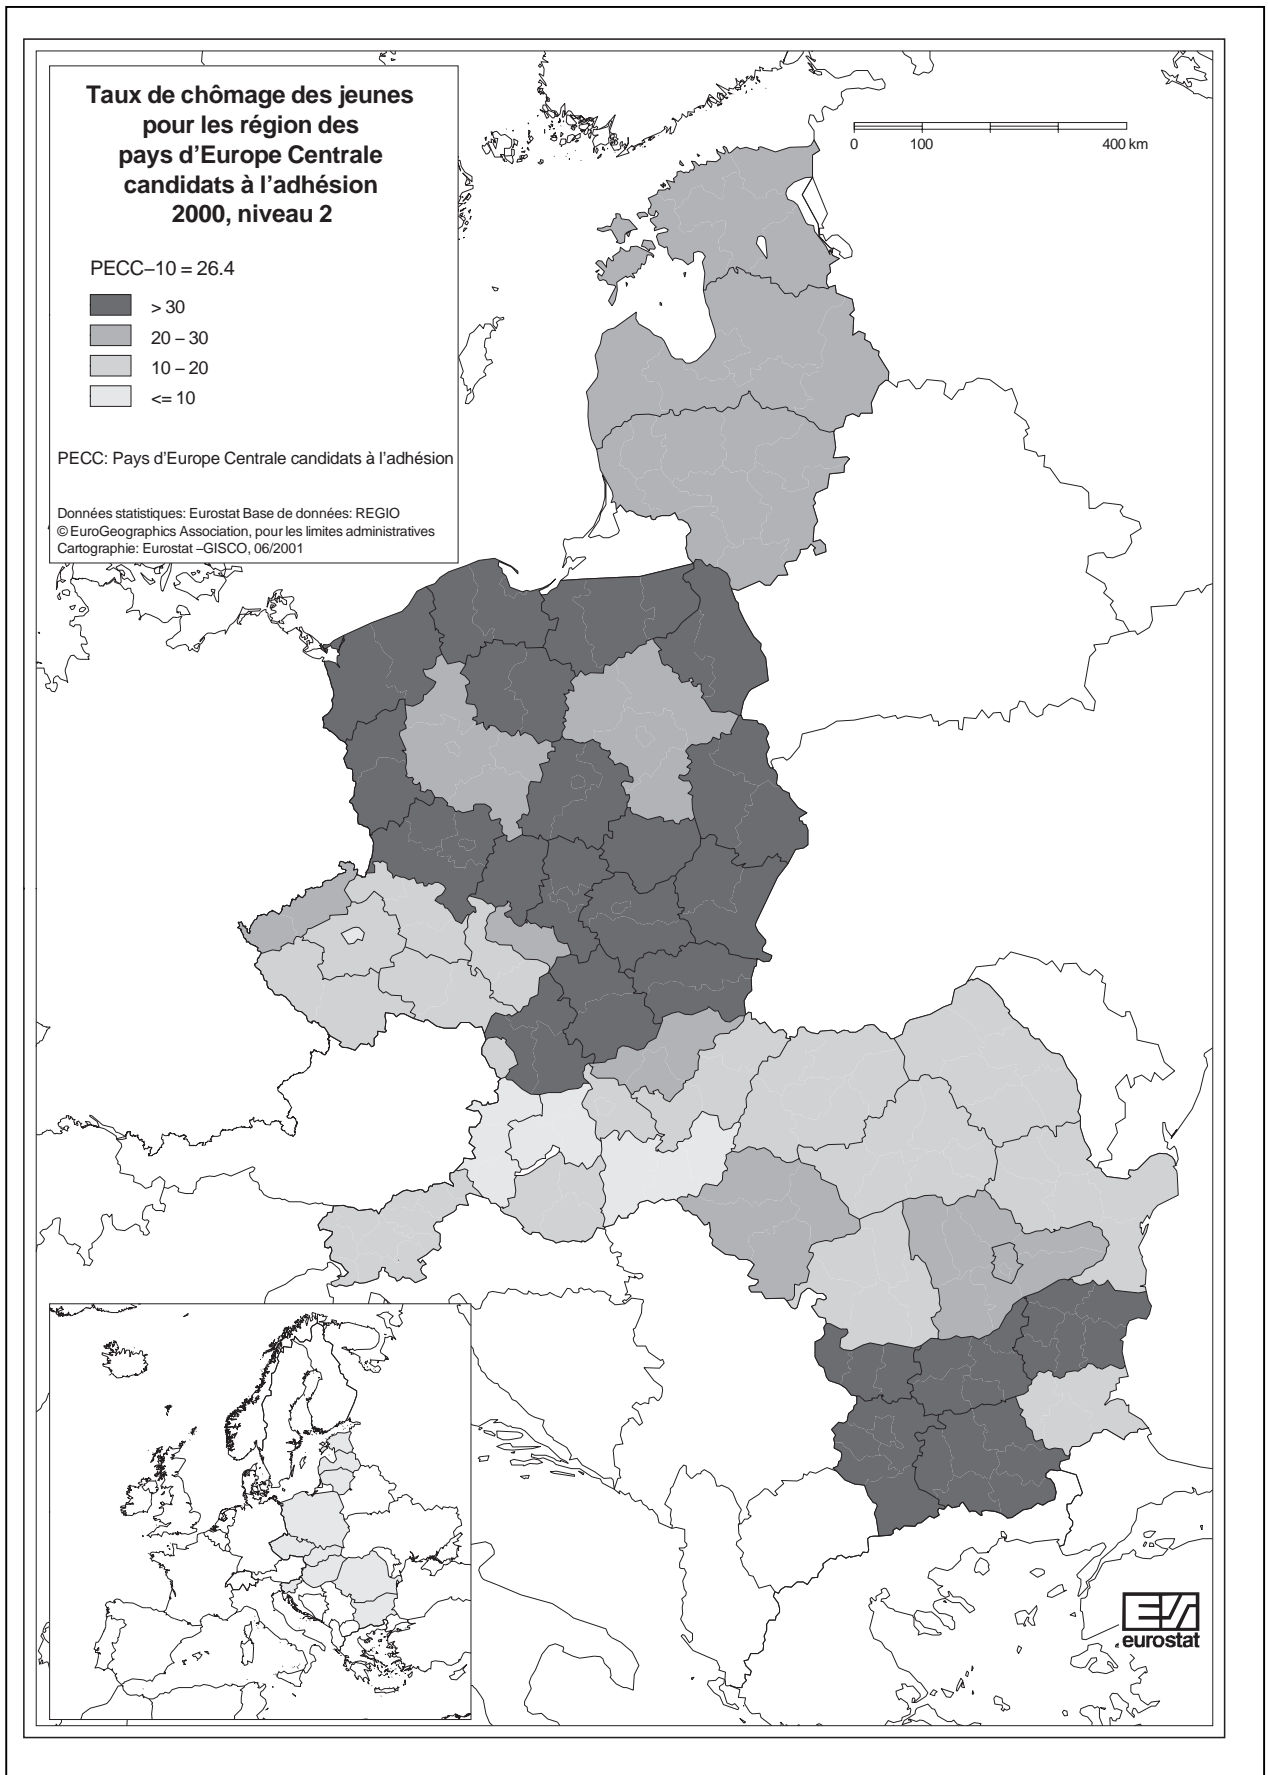 Taux de chômage des jeunes
pour les région des
pays d’Europe Centrale
candidats à l’adhésion
2000, niveau 2
PECC–10 = 26.4
> 30
20 – 30
10 – 20
<= 10
PECC: Pays d’Europe Centrale candidats à l’adhésion
Données statistiques: Eurostat Base de données: REGIO
© EuroGeographics Association, pour les limites administratives
Cartographie: Eurostat –GISCO, 06/2001
0 100 400 km
eurostat